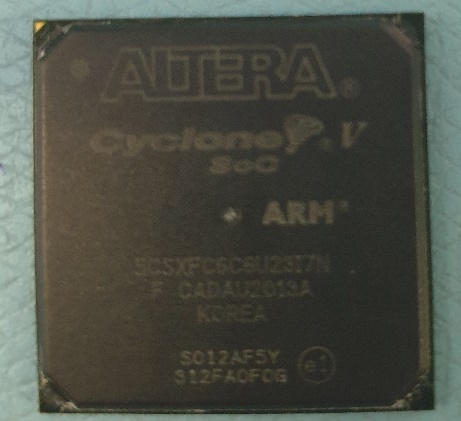 ALTERA®
Cyclone® V
SoC
ARM®
5CSXFC6C6U23I7N
F CADAU2013A
KOREA
S012AF5Y
S12FA0F0G e1